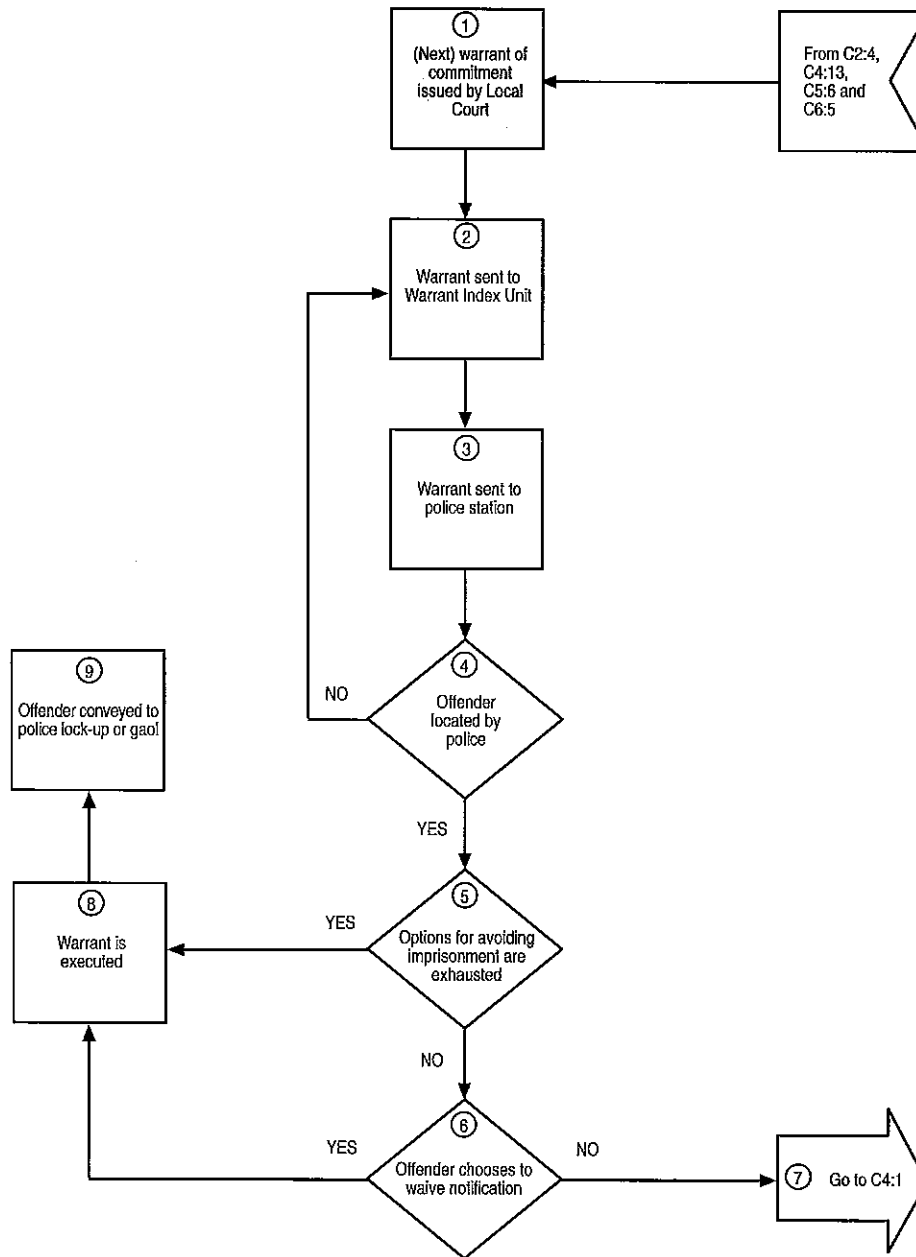 1
(Next) warrant of
commitment
issued by Local
Court
From C2:4,
C4:13,
C5:6 and
C6:5
2
Warrant sent to
Warrant Index Unit
3
Warrant sent to
police station
4
Offender
located by
police
NO
YES
5
Options for avoiding
imprisonment are
exhausted
YES
NO
6
Offender chooses to
waive notification
YES
NO
7 Go to C4:1
8
Warrant is
executed
9
Offender conveyed to
police lock-up or gaol